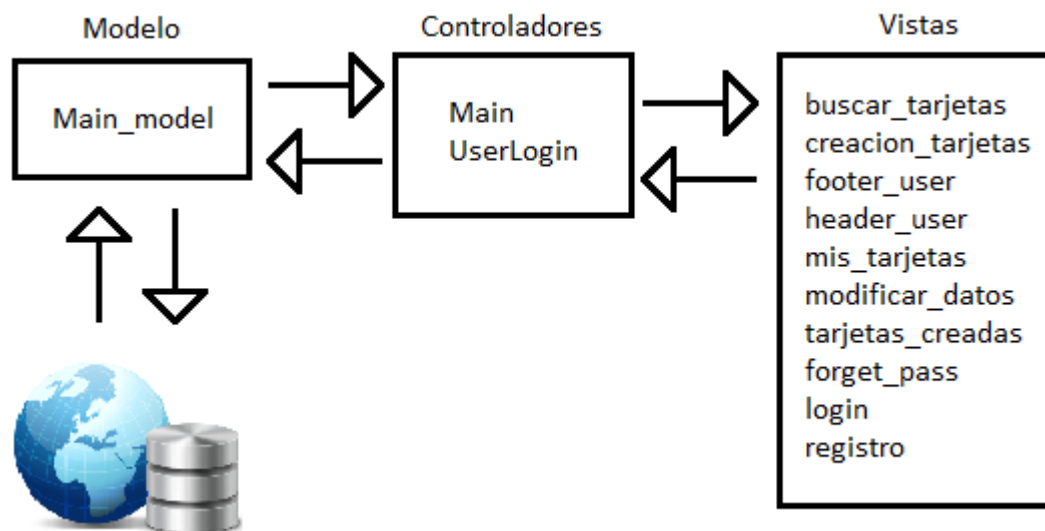 Modelo
Main_model
Controladores
Main
UserLogin
Vistas
buscar_tarjetas
creacion_tarjetas
footer_user
header_user
mis_tarjetas
modificar_datos
tarjetas_creadas
forget_pass
login
registro